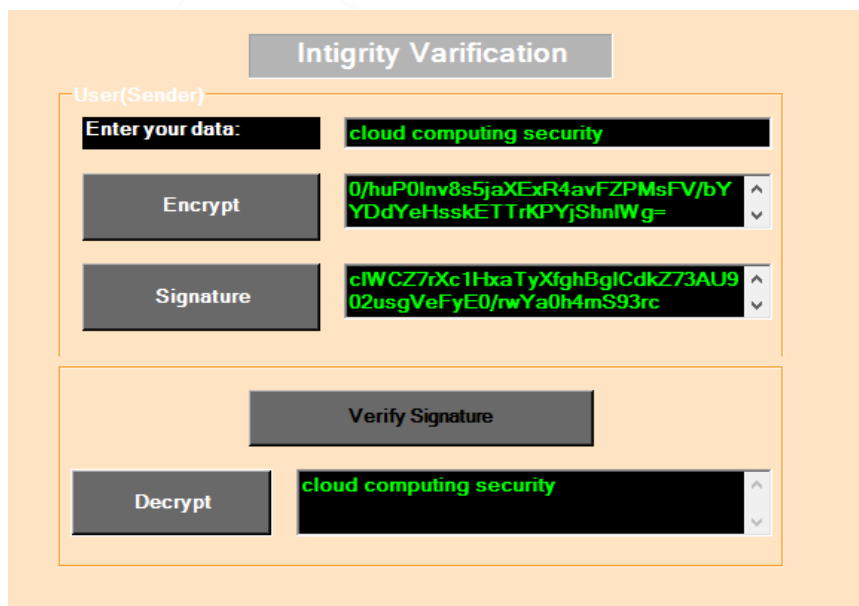 Intigrity Varification
User(Sender)
Enter your data:
cloud computing security
Encrypt
0/huP0Inv8s5jaXExR4avFZPMsFV/bY
YDdYeHsskETTrKPYjShnlWg=
Signature
clWCZ7rXc1HxaTyXfghBglCdkZ73AU9
02usgVeFyE0/rwYa0h4mS93rc
Verify Signature
Decrypt
cloud computing security